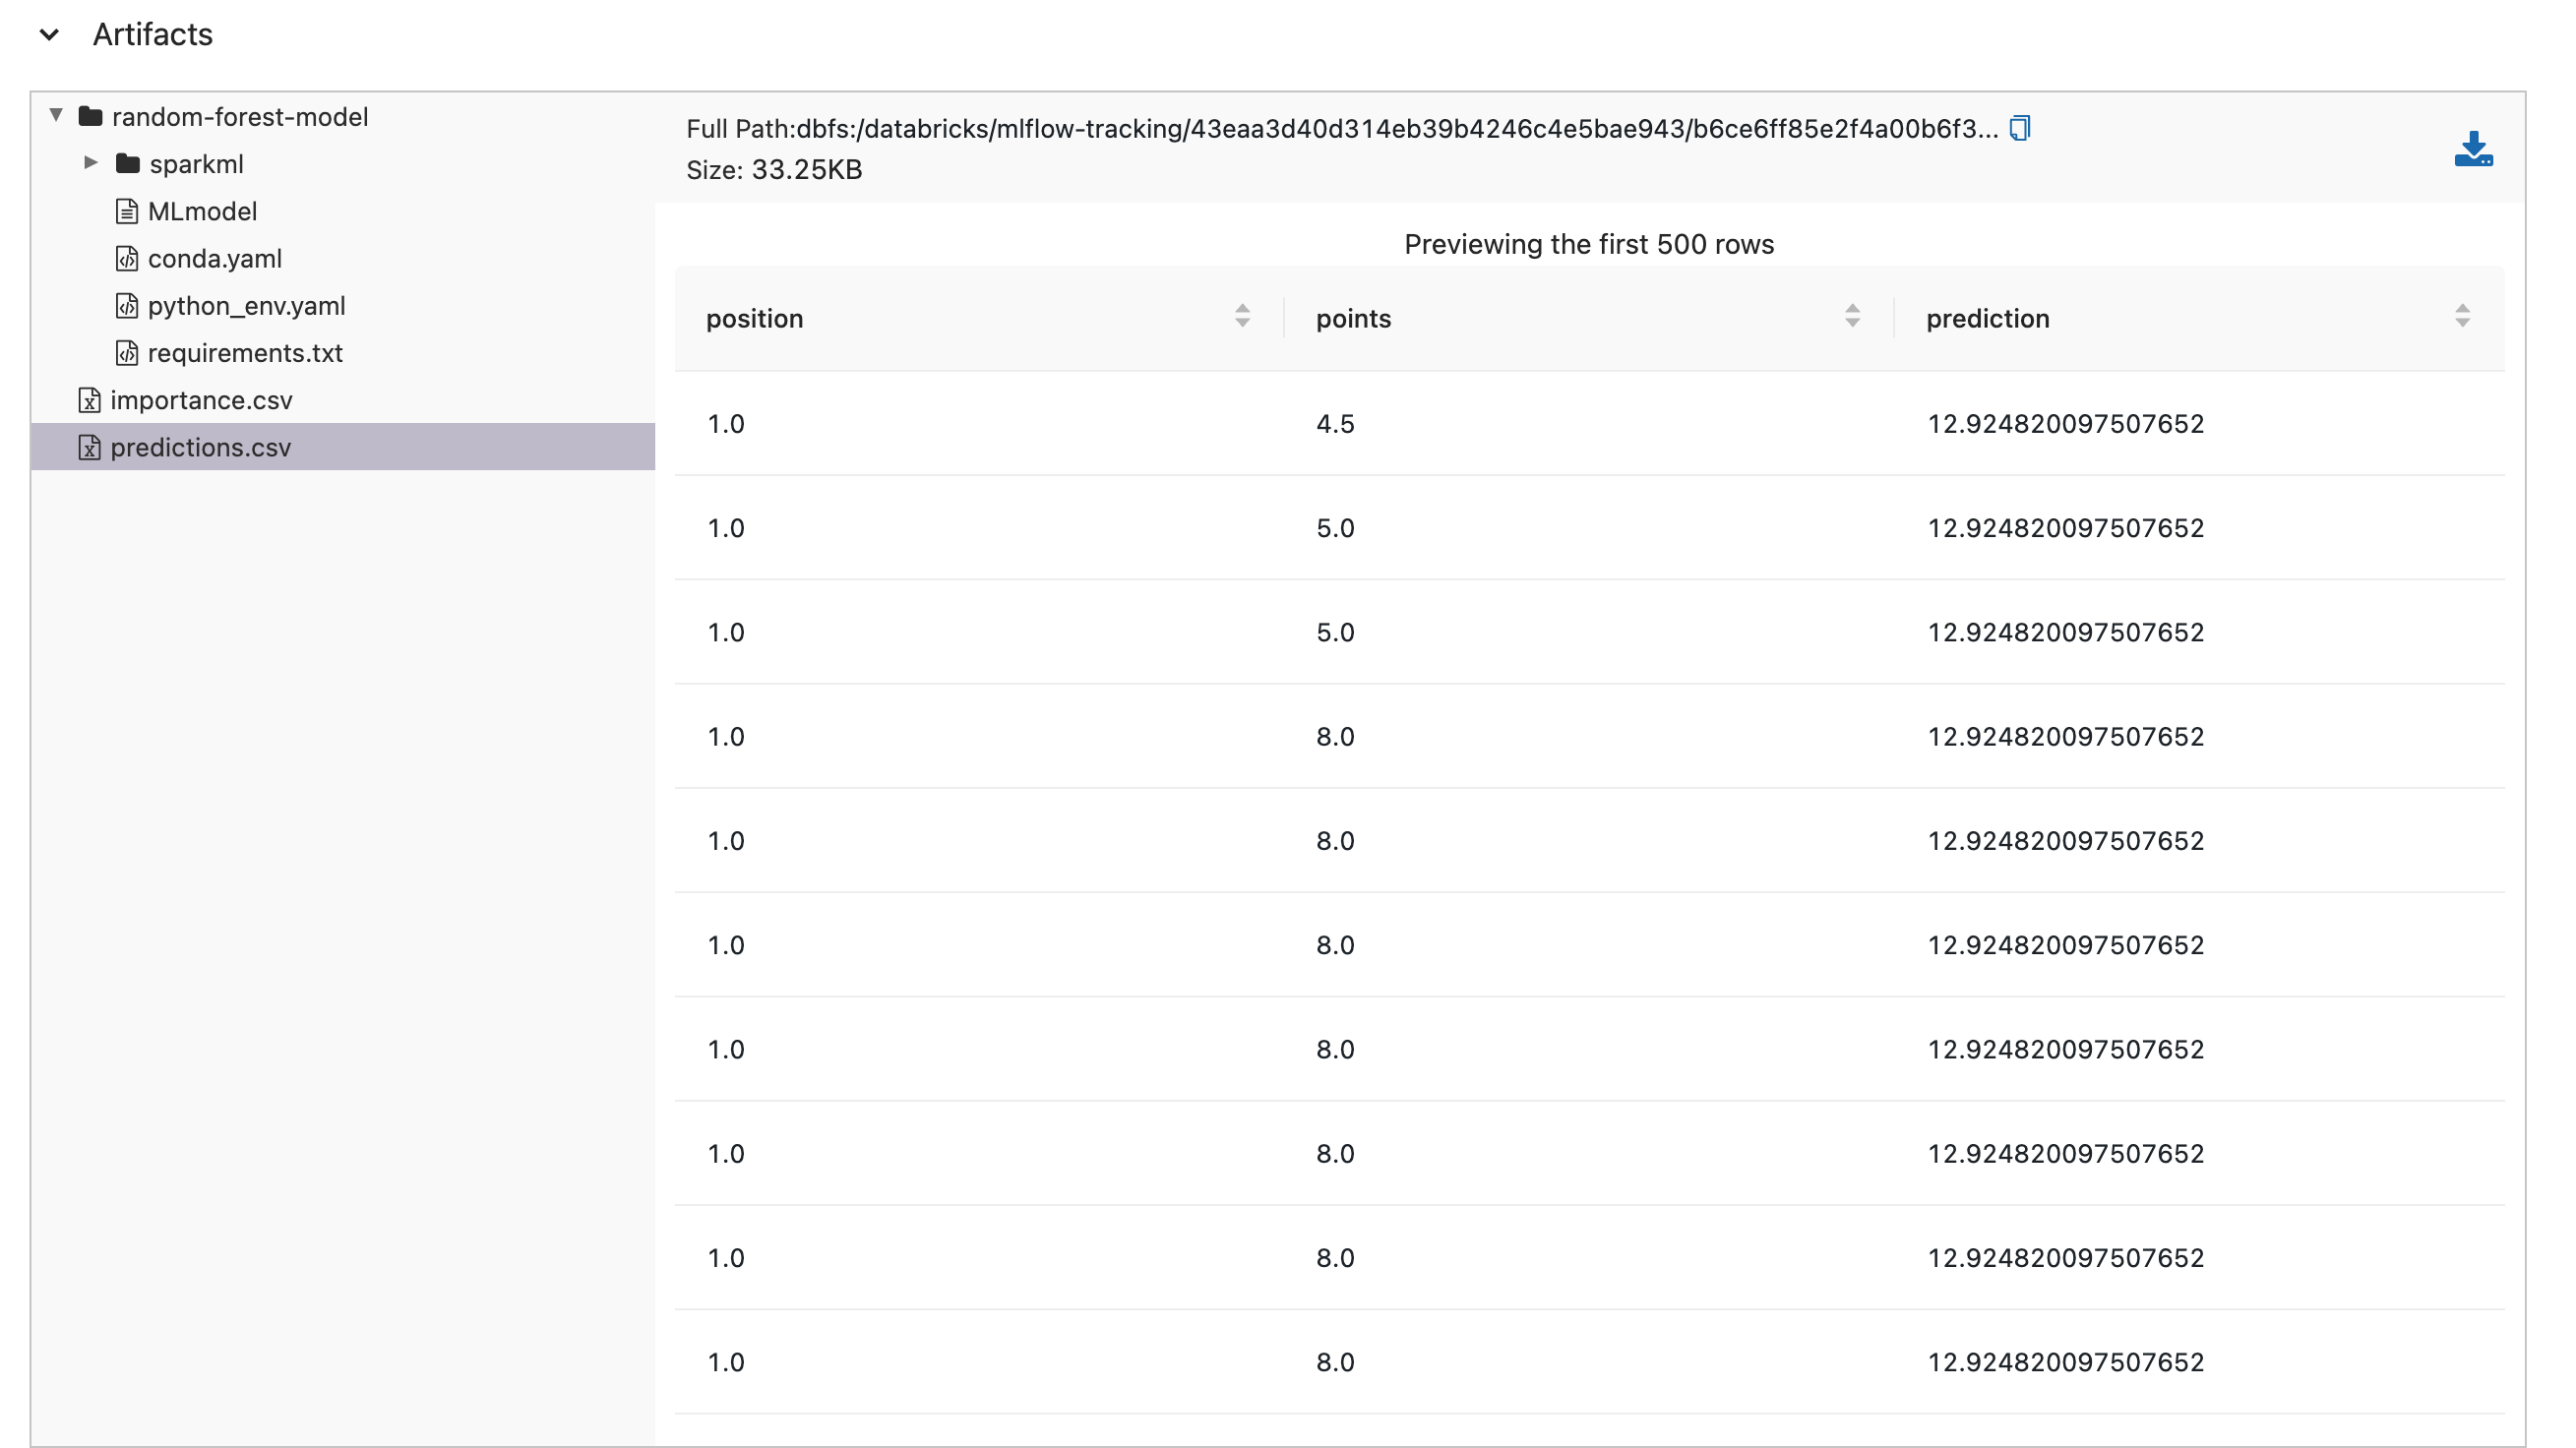 Artifacts
random-forest-model
sparkml
MLmodel
conda.yaml
python_env.yaml
requirements.txt
importance.csv
predictions.csv
Full Path:dbfs:/databricks/mlflow-tracking/43eaa3d40d314eb39b4246c4e5bae943/b6ce6ff85e2f4a00b6f3...
Size: 33.25KB
Previewing the first 500 rows
position points prediction
1.0 4.5 12.924820097507652
1.0 5.0 12.924820097507652
1.0 5.0 12.924820097507652
1.0 8.0 12.924820097507652
1.0 8.0 12.924820097507652
1.0 8.0 12.924820097507652
1.0 8.0 12.924820097507652
1.0 8.0 12.924820097507652
1.0 8.0 12.924820097507652
1.0 8.0 12.924820097507652